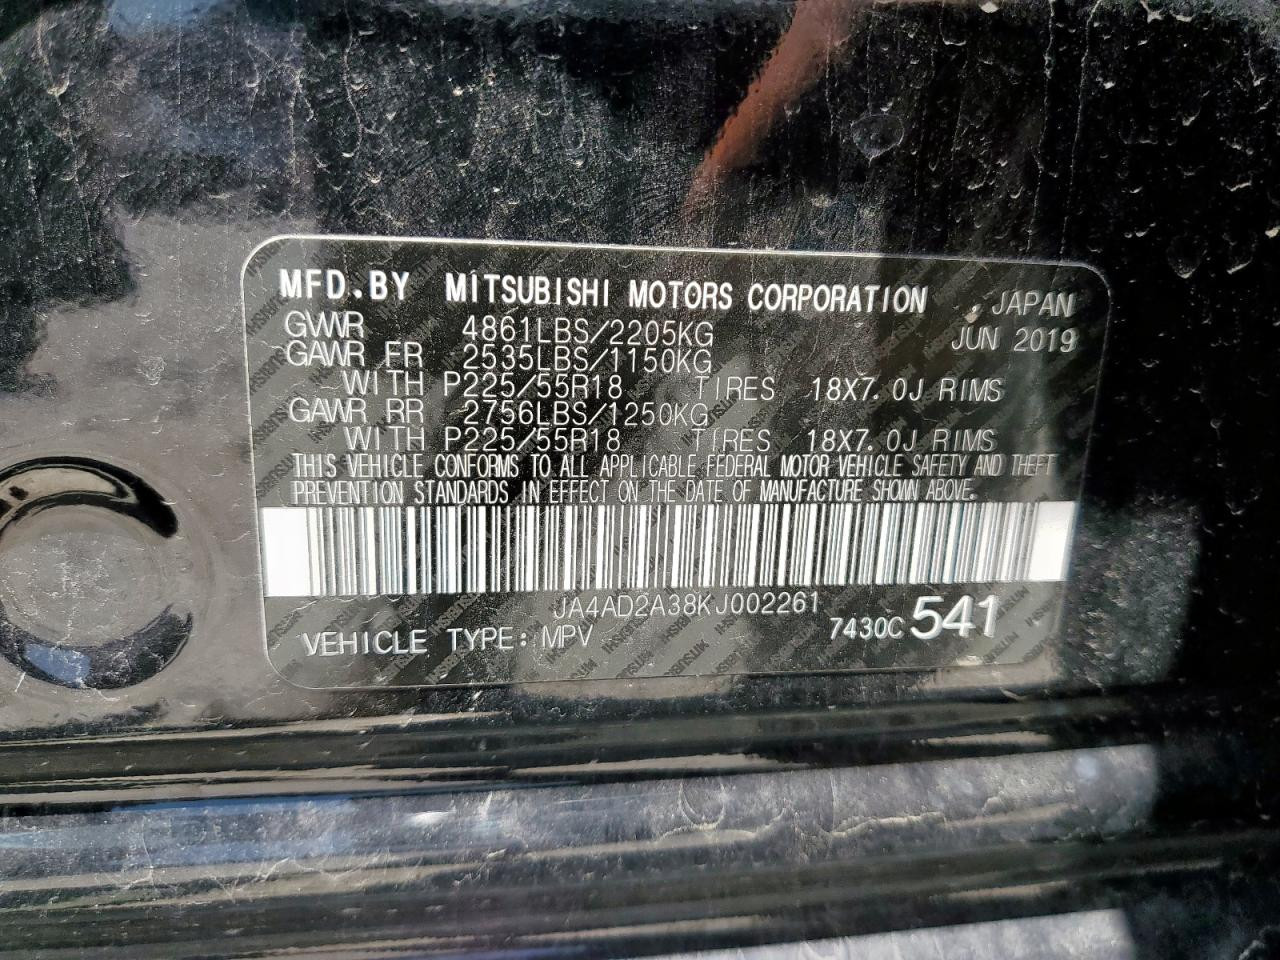 MFD.BY MITSUBISHI MOTORS CORPORATION , JAPAN
GVWR 4861LBS/2205KG JUN 2019
GAWR FR 2535LBS/1150KG
WITH P225/55R18 TIRES 18X7.0J RIMS
GAWR RR 2756LBS/1250KG
WITH P225/55R18 TIRES 18X7.0J RIMS
THIS VEHICLE CONFORMS TO ALL APPLICABLE FEDERAL MOTOR VEHICLE SAFETY AND THEFT
PREVENTION STANDARDS IN EFFECT ON THE DATE OF MANUFACTURE SHOWN ABOVE.
JA4AD2A38KJ002261
VEHICLE TYPE: MPV 7430C 541